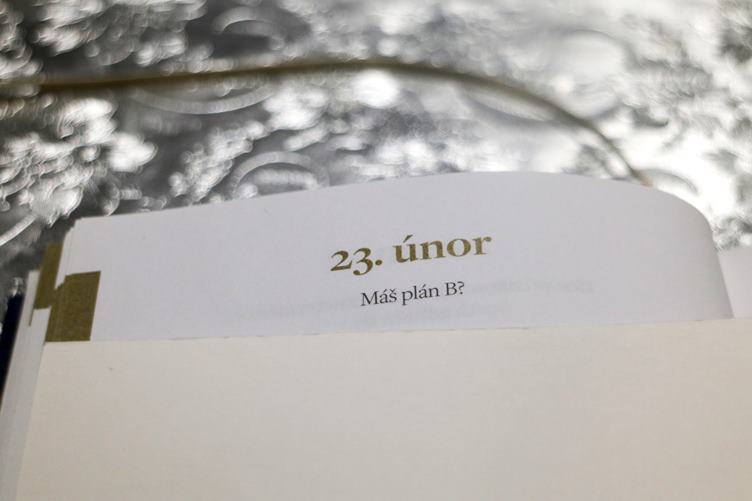 23. únor
Máš plán B?